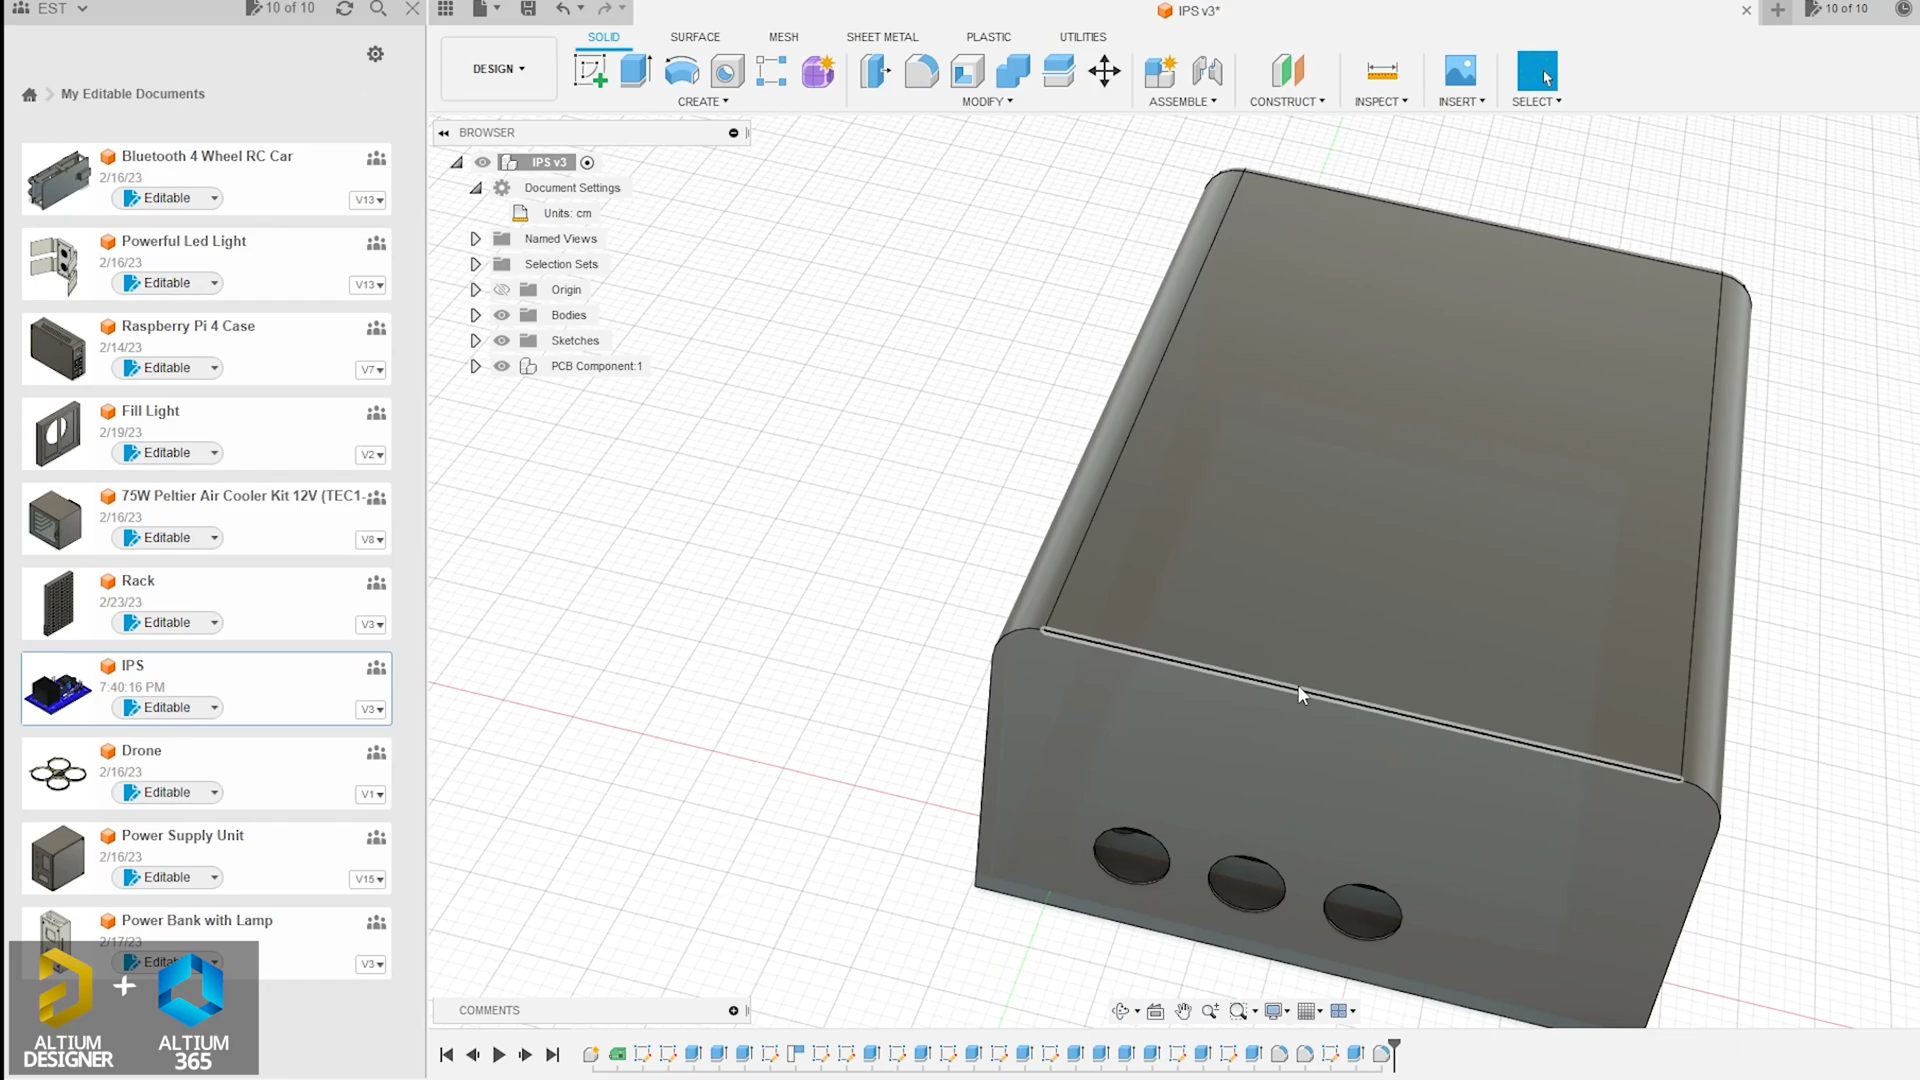 EST
10 of 10
IPS v3*
10 of 10
SOLID
SURFACE
MESH
SHEET METAL
PLASTIC
UTILITIES
DESIGN
CREATE
MODIFY
ASSEMBLE
CONSTRUCT
INSPECT
INSERT
SELECT
My Editable Documents
BROWSER
IPS v3
Document Settings
Units: cm
Named Views
Selection Sets
Origin
Bodies
Sketches
PCB Component:1
Bluetooth 4 Wheel RC Car
2/16/23
Editable
V13
Powerful Led Light
2/16/23
Editable
V13
Raspberry Pi 4 Case
2/14/23
Editable
V7
Fill Light
2/19/23
Editable
V2
75W Peltier Air Cooler Kit 12V (TEC1-
2/16/23
Editable
V8
Rack
2/23/23
Editable
V3
IPS
7:40:16 PM
Editable
V3
Drone
2/16/23
Editable
V1
Power Supply Unit
2/16/23
Editable
V15
Power Bank with Lamp
2/17/23
V3
ALTIUM
DESIGNER
+
ALTIUM
365
COMMENTS